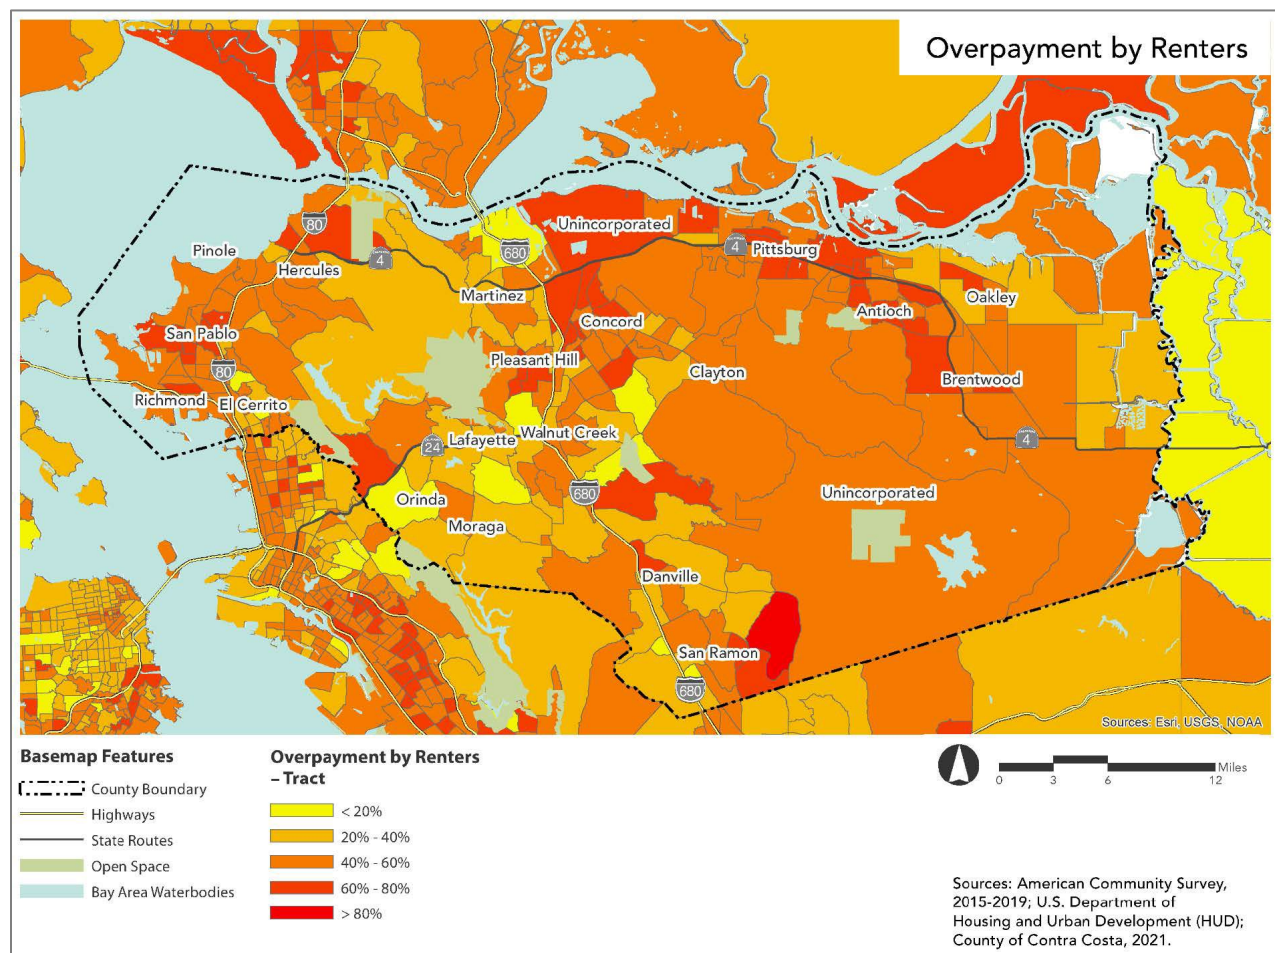 Overpayment by Renters
80
Unincorporated
Pinole
680
4
4
Pittsburg
Hercules
Martinez
Oakley
Antioch
Concord
San Pablo
Pleasant Hill
80
Clayton
Brentwood
Richmond
El Cerrito
Walnut Creek
Lafayette
24
4
Orinda
680
Unincorporated
Moraga
Danville
San Ramon
680
Sources: Esri, USGS, NOAA
Basemap Features
County Boundary
Highways
State Routes
Open Space
Bay Area Waterbodies
Overpayment by Renters
– Tract
< 20%
20% - 40%
40% - 60%
60% - 80%
> 80%
Miles
0 3 6 12
Sources: American Community Survey,
2015-2019; U.S. Department of
Housing and Urban Development (HUD);
County of Contra Costa, 2021.